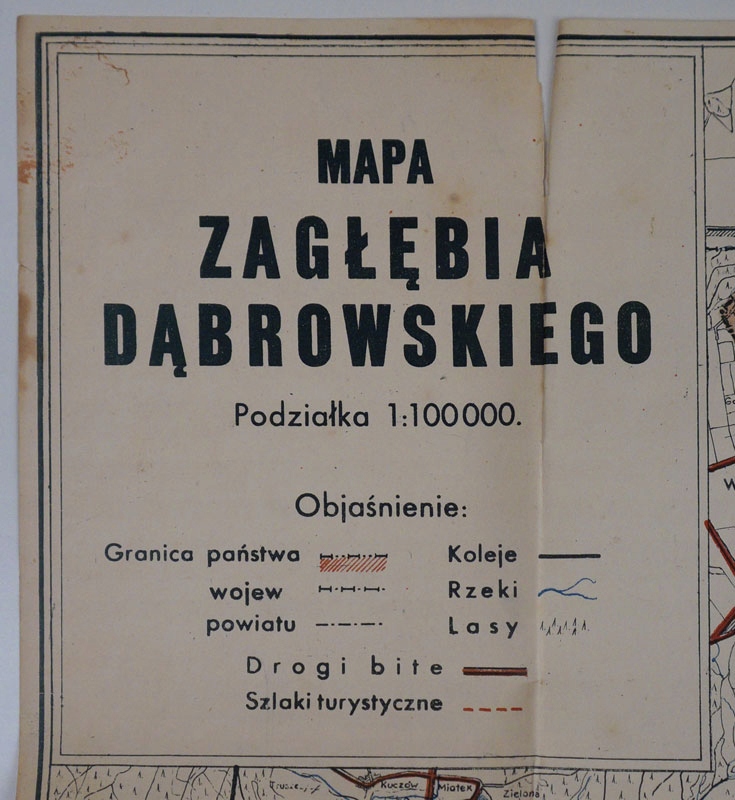 MAPA
ZAGŁĘBIA
DĄBROWSKIEGO
Podziałka 1:100000.
Objaśnienie:
Granica państwa
Koleje
wojew
Rzeki
powiatu
Lasy
Drogi bite
Szlaki turystyczne
Kuczów
Miotek
Zielona